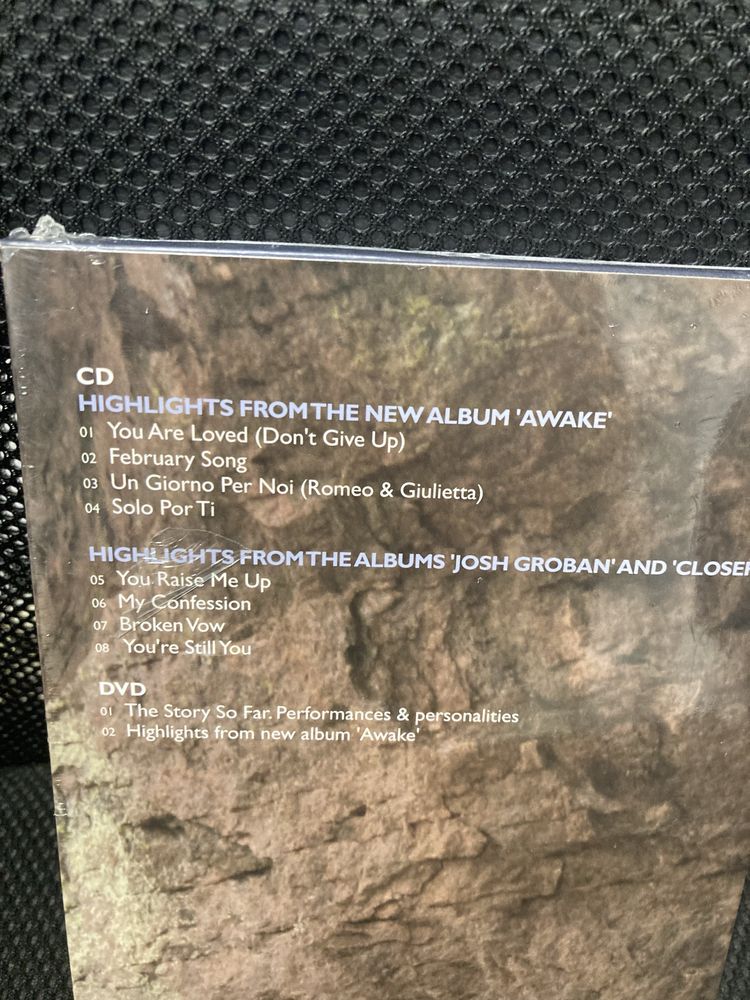 CD
HIGHLIGHTS FROM THE NEW ALBUM 'AWAKE'
01 You Are Loved (Don't Give Up)
02 February Song
03 Un Giorno Per Noi (Romeo & Giulietta)
04 Solo Por Ti
HIGHLIGHTS FROM THE ALBUMS 'JOSH GROBAN' AND 'CLOSER
05 You Raise Me Up
06 My Confession
07 Broken Vow
08 You're Still You
DVD
01 The Story So Far. Performances & personalities
02 Highlights from new album 'Awake'